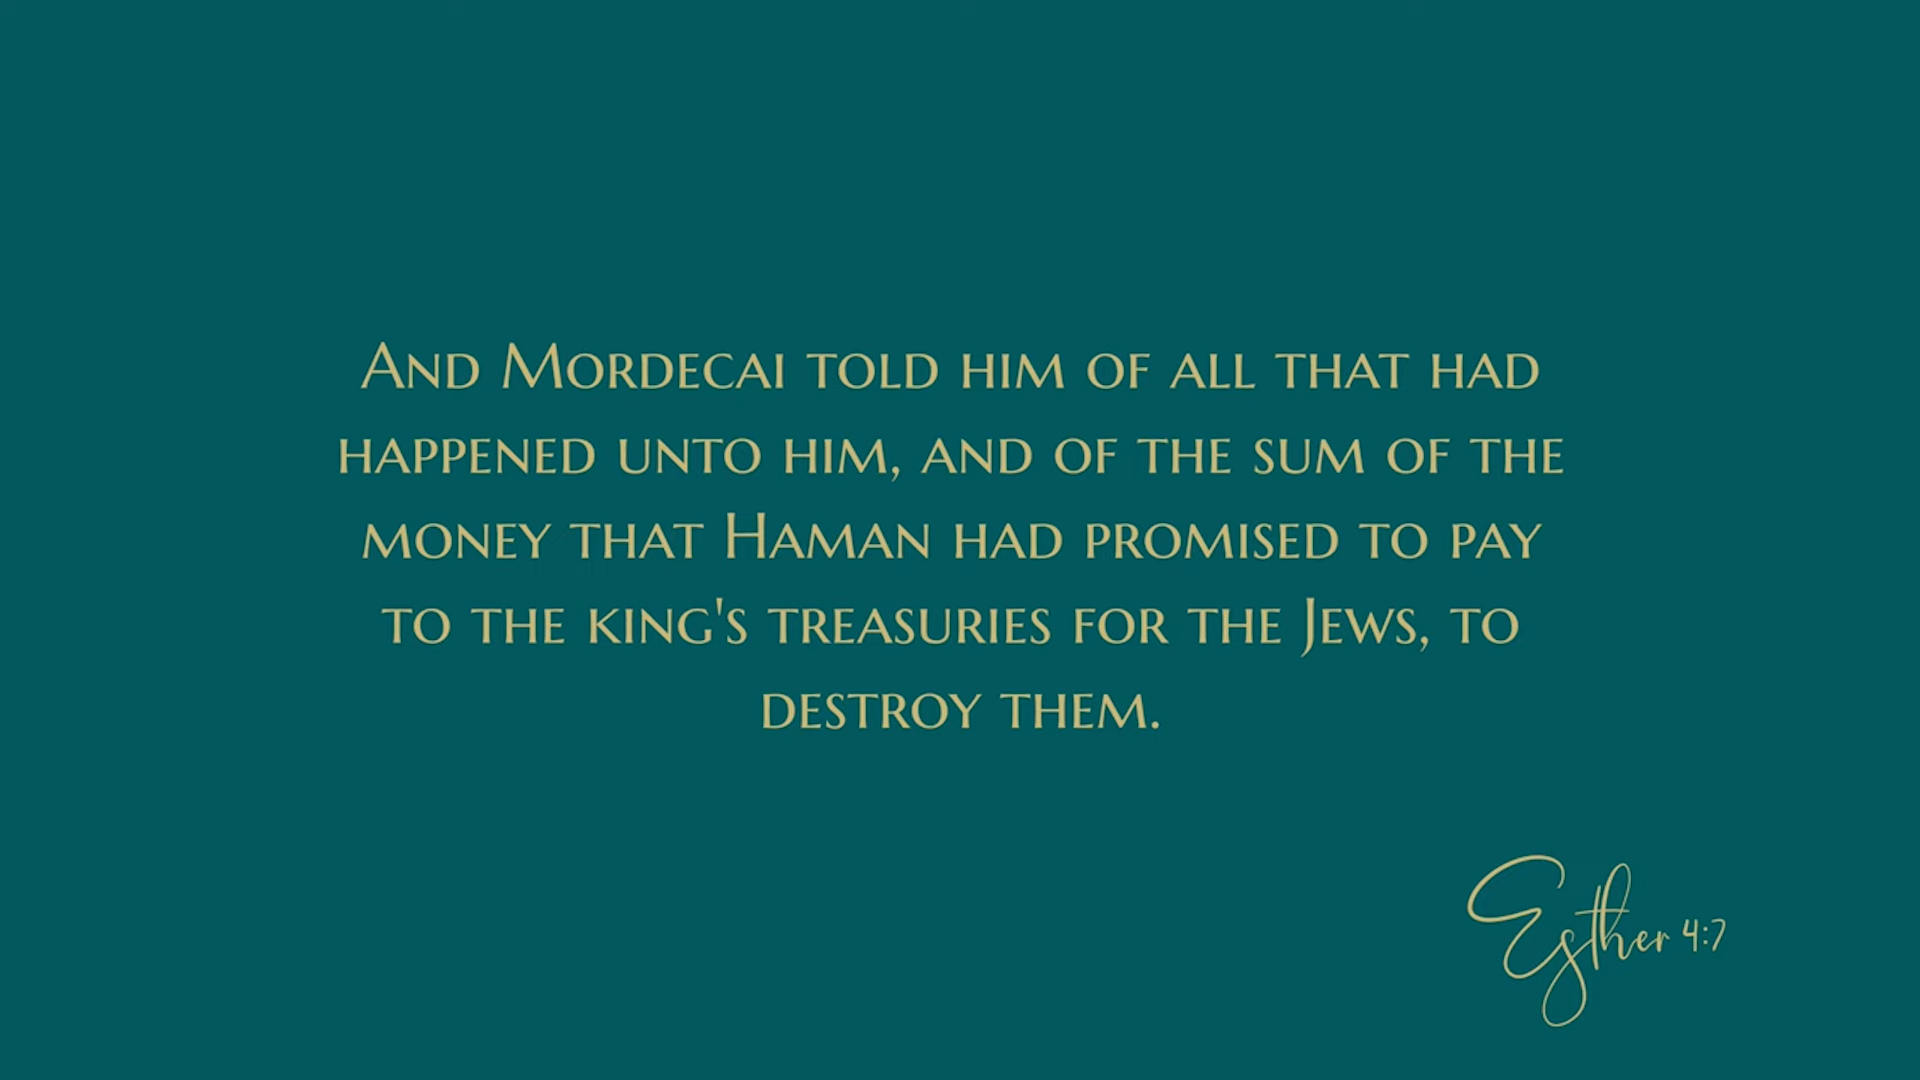 And Mordecai told him of all that had
happened unto him, and of the sum of the
money that Haman had promised to pay
to the king's treasuries for the Jews, to
destroy them.
Esther 4:7